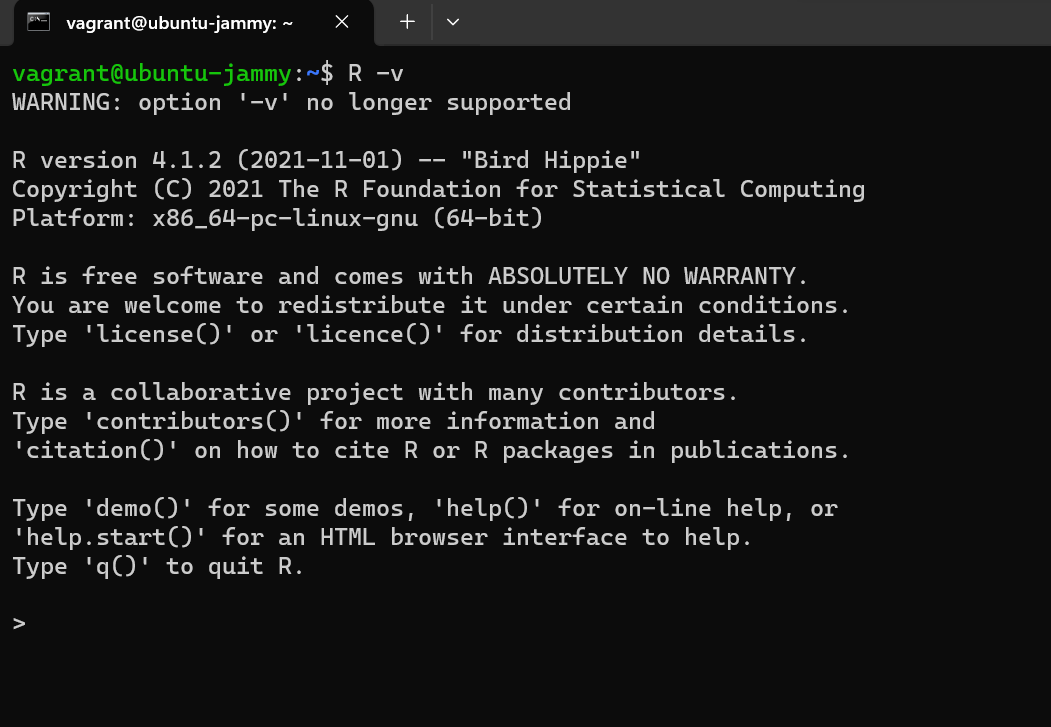 vagrant@ubuntu-jammy: ~
vagrant@ubuntu-jammy:~$ R -v
WARNING: option '-v' no longer supported
R version 4.1.2 (2021-11-01) -- "Bird Hippie"
Copyright (C) 2021 The R Foundation for Statistical Computing
Platform: x86_64-pc-linux-gnu (64-bit)
R is free software and comes with ABSOLUTELY NO WARRANTY.
You are welcome to redistribute it under certain conditions.
Type 'license()' or 'licence()' for distribution details.
R is a collaborative project with many contributors.
Type 'contributors()' for more information and
'citation()' on how to cite R or R packages in publications.
Type 'demo()' for some demos, 'help()' for on-line help, or
'help.start()' for an HTML browser interface to help.
Type 'q()' to quit R.
>